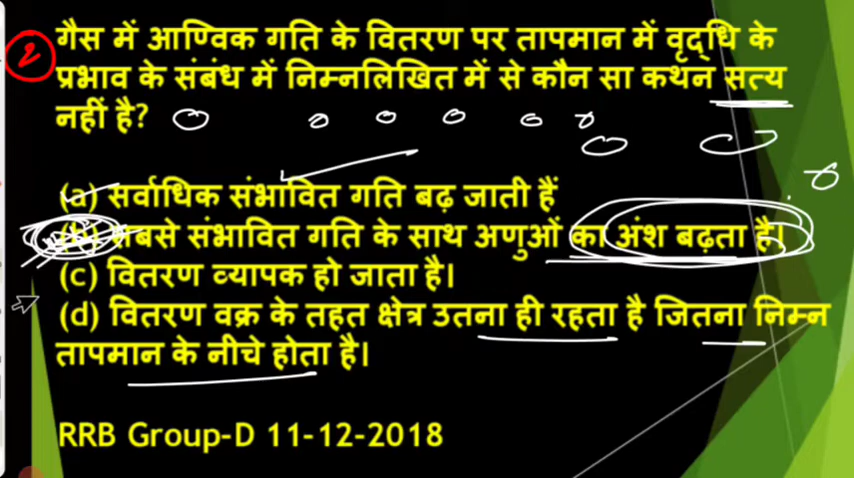 2
गैस में आण्विक गति के वितरण पर तापमान में वृद्धि के
प्रभाव के संबंध में निम्नलिखित में से कौन सा कथन सत्य
नहीं है?
(a) सर्वाधिक संभावित गति बढ़ जाती हैं
(b) सबसे संभावित गति के साथ अणुओं का अंश बढ़ता है।
(c) वितरण व्यापक हो जाता है।
(d) वितरण वक्र के तहत क्षेत्र उतना ही रहता है जितना निम्न
तापमान के नीचे होता है।
RRB Group-D 11-12-2018